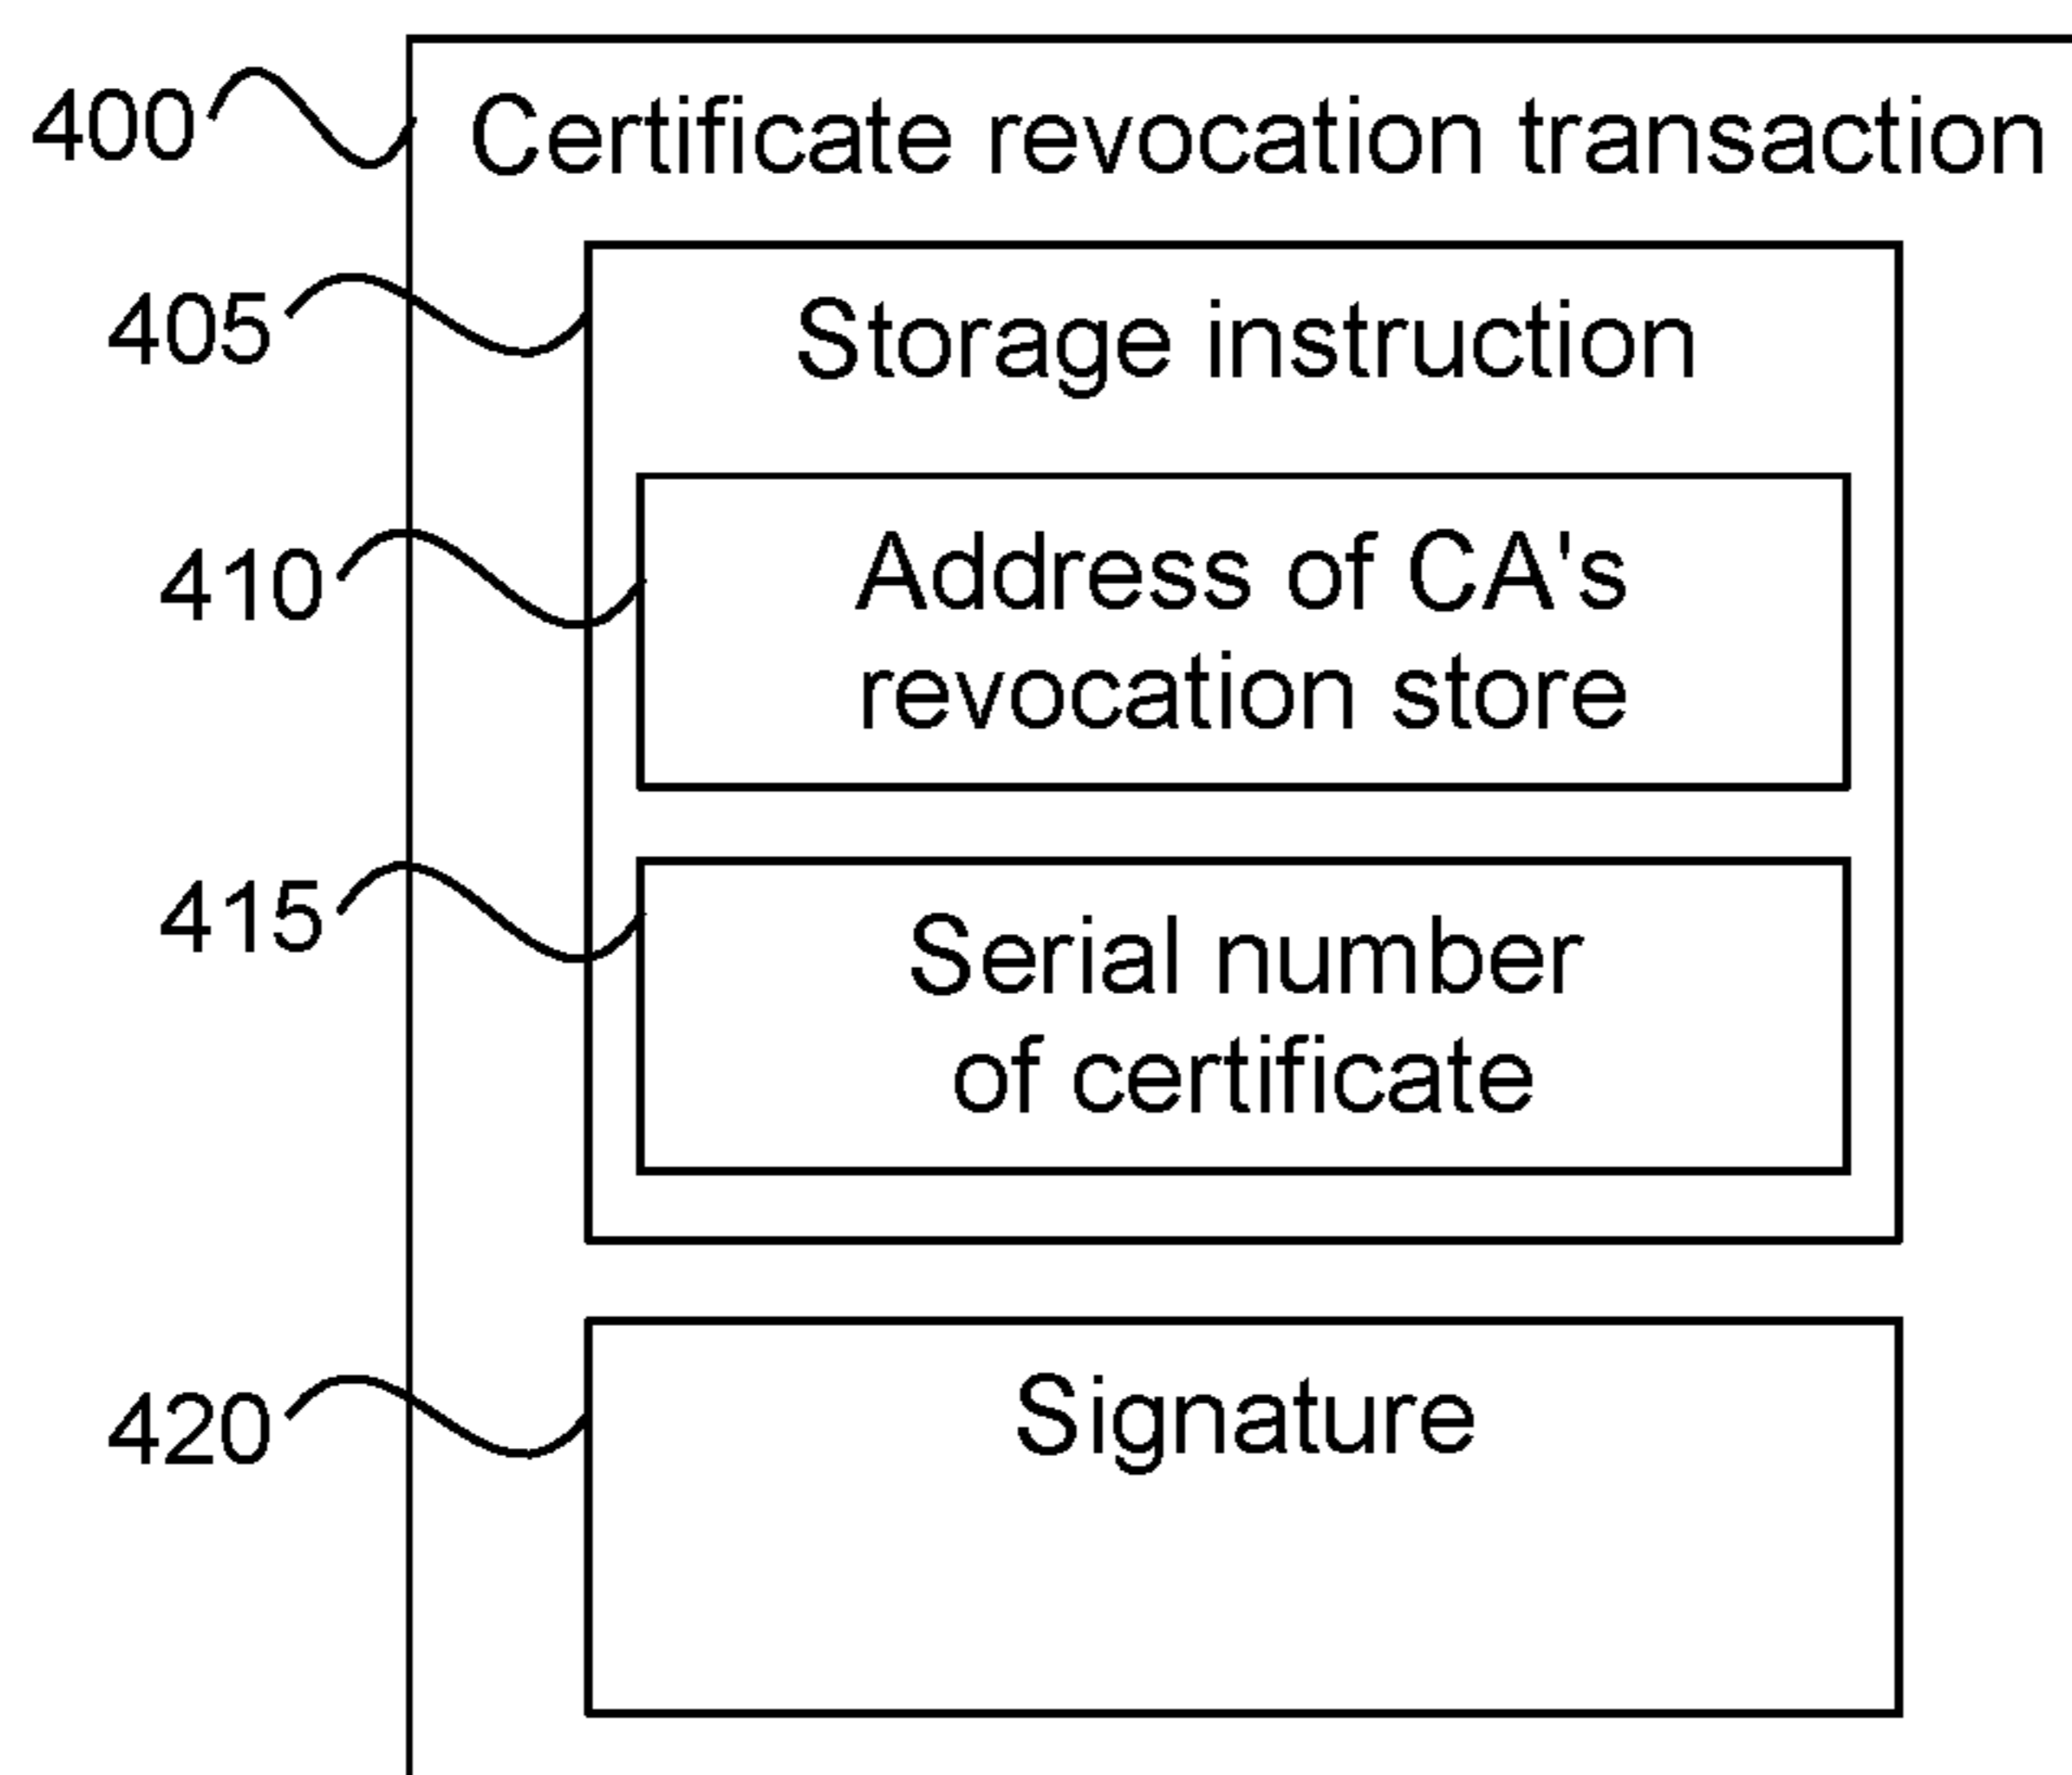 400 Certificate revocation transaction
405 Storage instruction
410 Address of CA's
revocation store
415 Serial number
of certificate
420 Signature